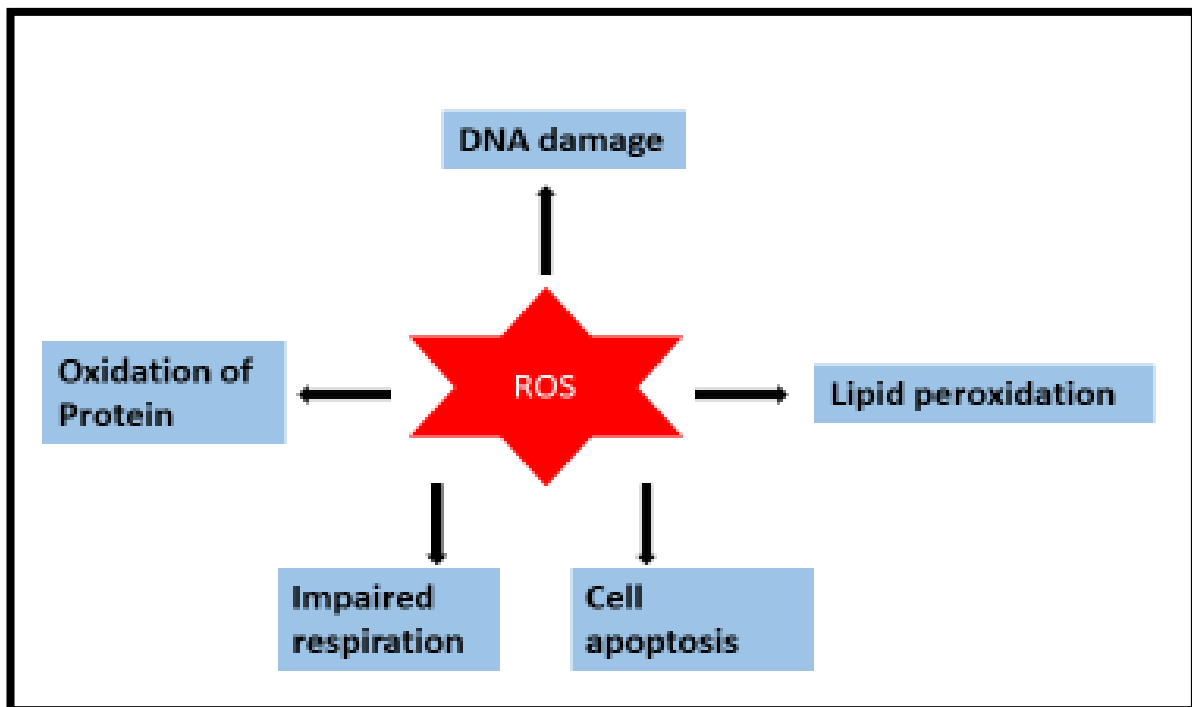 DNA damage
Oxidation of
Protein
ROS
Lipid peroxidation
Impaired
respiration
Cell
apoptosis